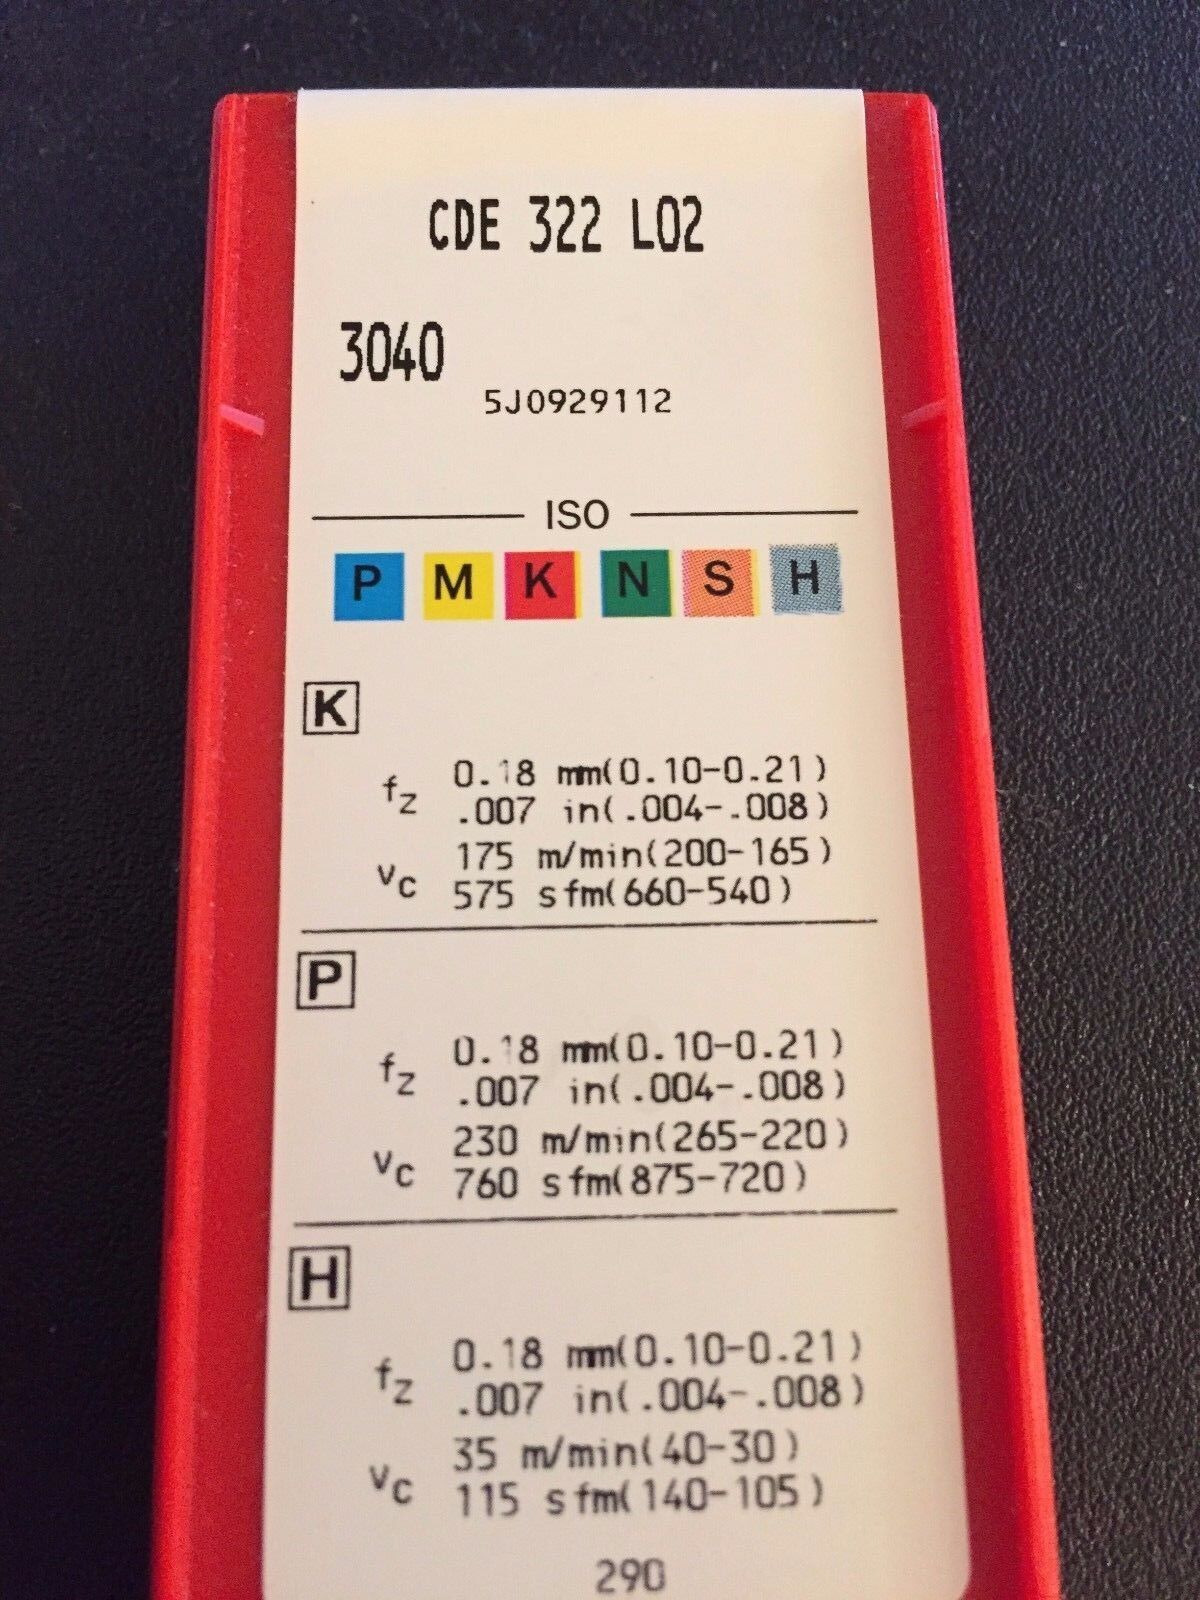 CDE 322 L02
3040
5J0929112
ISO
P M K N S H
K
fz 0.18 mm(0.10-0.21)
.007 in(.004-.008)
vc 175 m/min(200-165)
575 sfm(660-540)
P
fz 0.18 mm(0.10-0.21)
.007 in(.004-.008)
vc 230 m/min(265-220)
760 sfm(875-720)
H
fz 0.18 mm(0.10-0.21)
.007 in(.004-.008)
vc 35 m/min(40-30)
115 sfm(140-105)
290